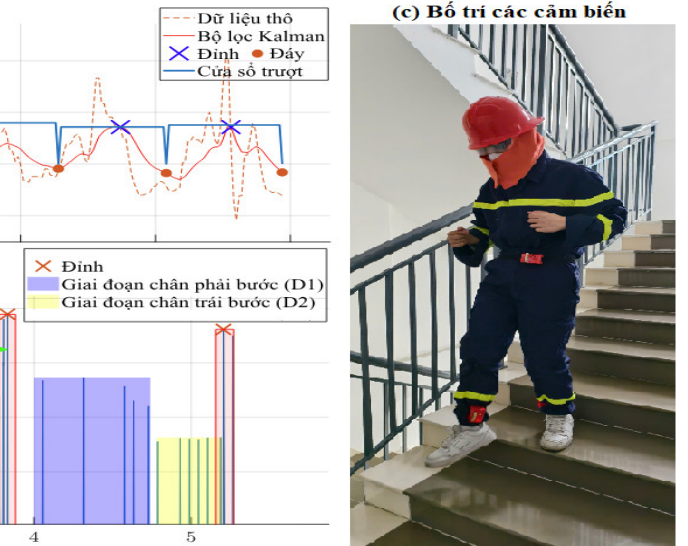 (c) Bố trí các cảm biến
Dữ liệu thô
Bộ lọc Kalman
Đỉnh Đáy
Cửa sổ trượt
Đỉnh
Giai đoạn chân phải bước (D1)
Giai đoạn chân trái bước (D2)
4 5